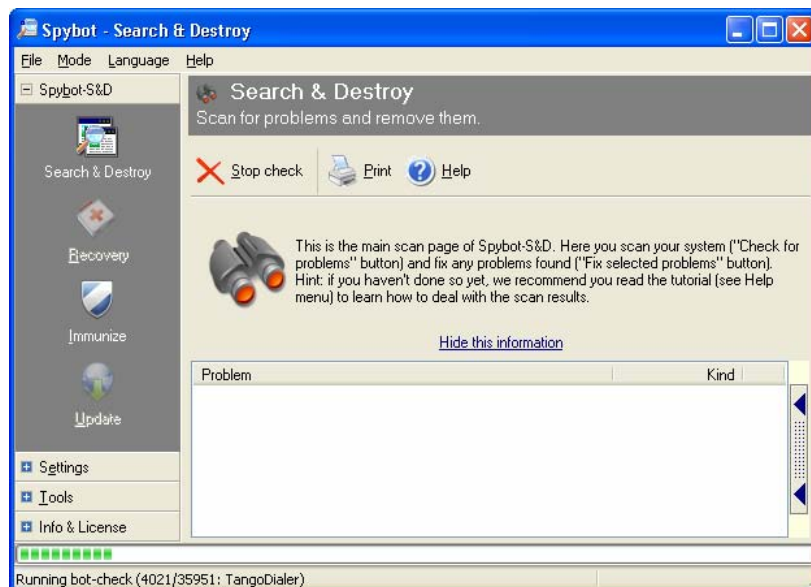 Spybot - Search & Destroy
File Mode Language Help
Spybot-S&D
Search & Destroy
Recovery
Immunize
Update
Settings
Tools
Info & License
Search & Destroy
Scan for problems and remove them.
Stop check Print Help
This is the main scan page of Spybot-S&D. Here you scan your system ("Check for
problems" button) and fix any problems found ("Fix selected problems" button).
Hint: if you haven't done so yet, we recommend you read the tutorial (see Help
menu) to learn how to deal with the scan results.
Hide this information
Problem Kind
Running bot-check (4021/35951: TangoDialer)